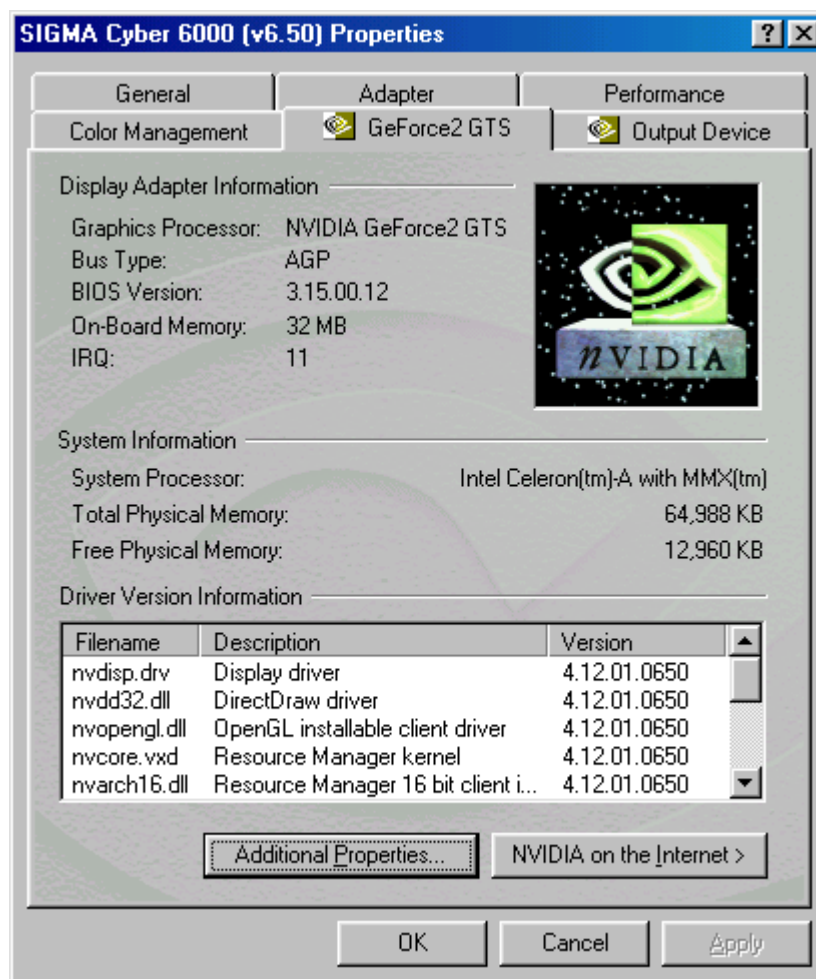 SIGMA Cyber 6000 (v6.50) Properties
General Adapter Performance
Color Management GeForce2 GTS Output Device
Display Adapter Information
Graphics Processor: NVIDIA GeForce2 GTS
Bus Type: AGP
BIOS Version: 3.15.00.12
On-Board Memory: 32 MB
IRQ: 11
nVIDIA
System Information
System Processor: Intel Celeron(tm)-A with MMX(tm)
Total Physical Memory: 64,988 KB
Free Physical Memory: 12,960 KB
Driver Version Information
Filename Description Version
nvdisp.drv Display driver 4.12.01.0650
nvdd32.dll DirectDraw driver 4.12.01.0650
nvopengl.dll OpenGL installable client driver 4.12.01.0650
nvcore.vxd Resource Manager kernel 4.12.01.0650
nvarch16.dll Resource Manager 16 bit client i... 4.12.01.0650
Additional Properties... NVIDIA on the Internet >
OK Cancel Apply